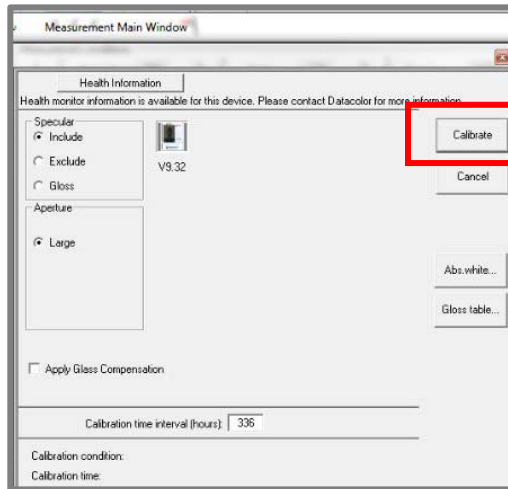 Measurement Main Window
Health Information
Health monitor information is available for this device. Please contact Datacolor for more information.
Specular
Include
Exclude
Gloss
V9.32
Calibrate
Cancel
Aperture
Large
Abs.white...
Gloss table...
Apply Glass Compensation
Calibration time interval (hours): 336
Calibration condition:
Calibration time: